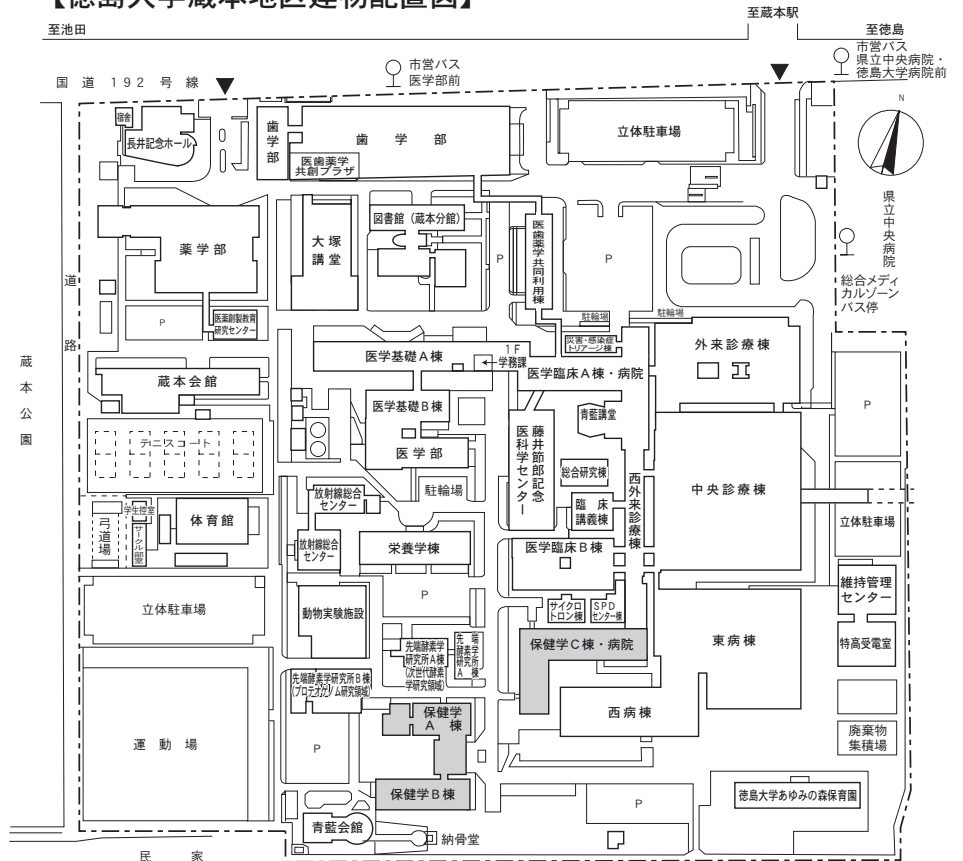 【徳島大学蔵本地区建物配置図】
至蔵本駅
至池田
至徳島
市営バス
医学部前
市営バス
県立中央病院・
徳島大学病院前
国道192号線
N
宿舎
長井記念ホール
歯学部
歯学部
医歯薬学
共創プラザ
立体駐車場
県立中央病院
総合メディ
カルゾーン
バス停
薬学部
大塚
講堂
図書館(蔵本分館)
P
医歯薬学共同利用棟
P
道路
P
医薬創製教育
研究センター
駐輪場
駐輪場
災害・感染症
トリアージ棟
外来診療棟
医学基礎A棟
1F
←学務課
医学臨床A棟・病院
蔵本公園
蔵本会館
医学基礎B棟
青藍講堂
P
テニスコート
医学部
藤井節郎記念
医科学センター
総合研究棟
西外来診療棟
中央診療棟
放射線総合
センター
駐輪場
臨床
講義棟
立体駐車場
弓道場
学生控室
サークル部室
体育館
放射線総合
センター
栄養学棟
医学臨床B棟
維持管理
センター
立体駐車場
動物実験施設
P
サイクロ
トロン棟
SPD
センター棟
東病棟
特高受電室
先端酵素学
研究所A棟
(次世代酵素
学研究領域)
先端
酵素学
研究所
A棟
保健学C棟・病院
先端酵素学研究所B棟
(プロテオゲノム研究領域)
保健学
A棟
西病棟
運動場
P
廃棄物
集積場
保健学B棟
P
徳島大学あゆみの森保育園
青藍会館
納骨堂
民家